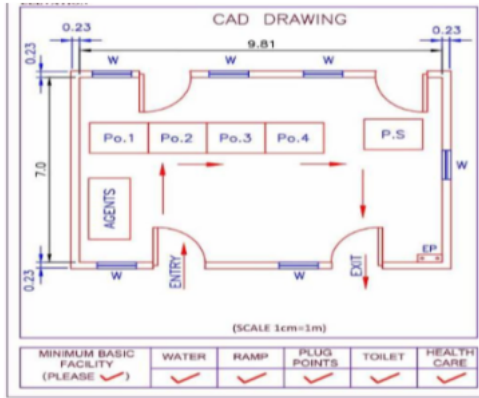 CAD DRAWING
0.23
0.23
9.81
0.23
W
W
W
Po.1
Po.2
Po.3
Po.4
P.S
W
7.0
AGENTS
EP
0.23
W
ENTRY
W
EXIT
(SCALE 1cm=1m)
MINIMUM BASIC
FACILITY
(PLEASE ✓)
WATER
RAMP
PLUG
POINTS
TOILET
HEALTH
CARE
✓
✓
✓
✓
✓